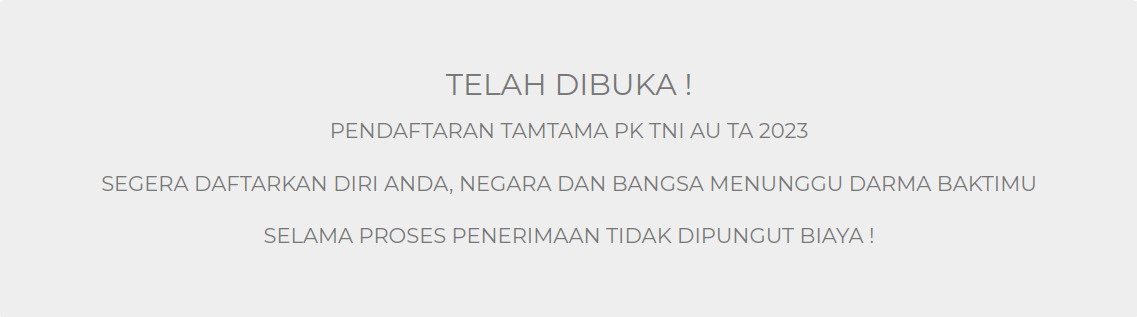 TELAH DIBUKA !
PENDAFTARAN TAMTAMA PK TNI AU TA 2023
SEGERA DAFTARKAN DIRI ANDA, NEGARA DAN BANGSA MENUNGGU DARMA BAKTIMU
SELAMA PROSES PENERIMAAN TIDAK DIPUNGUT BIAYA !